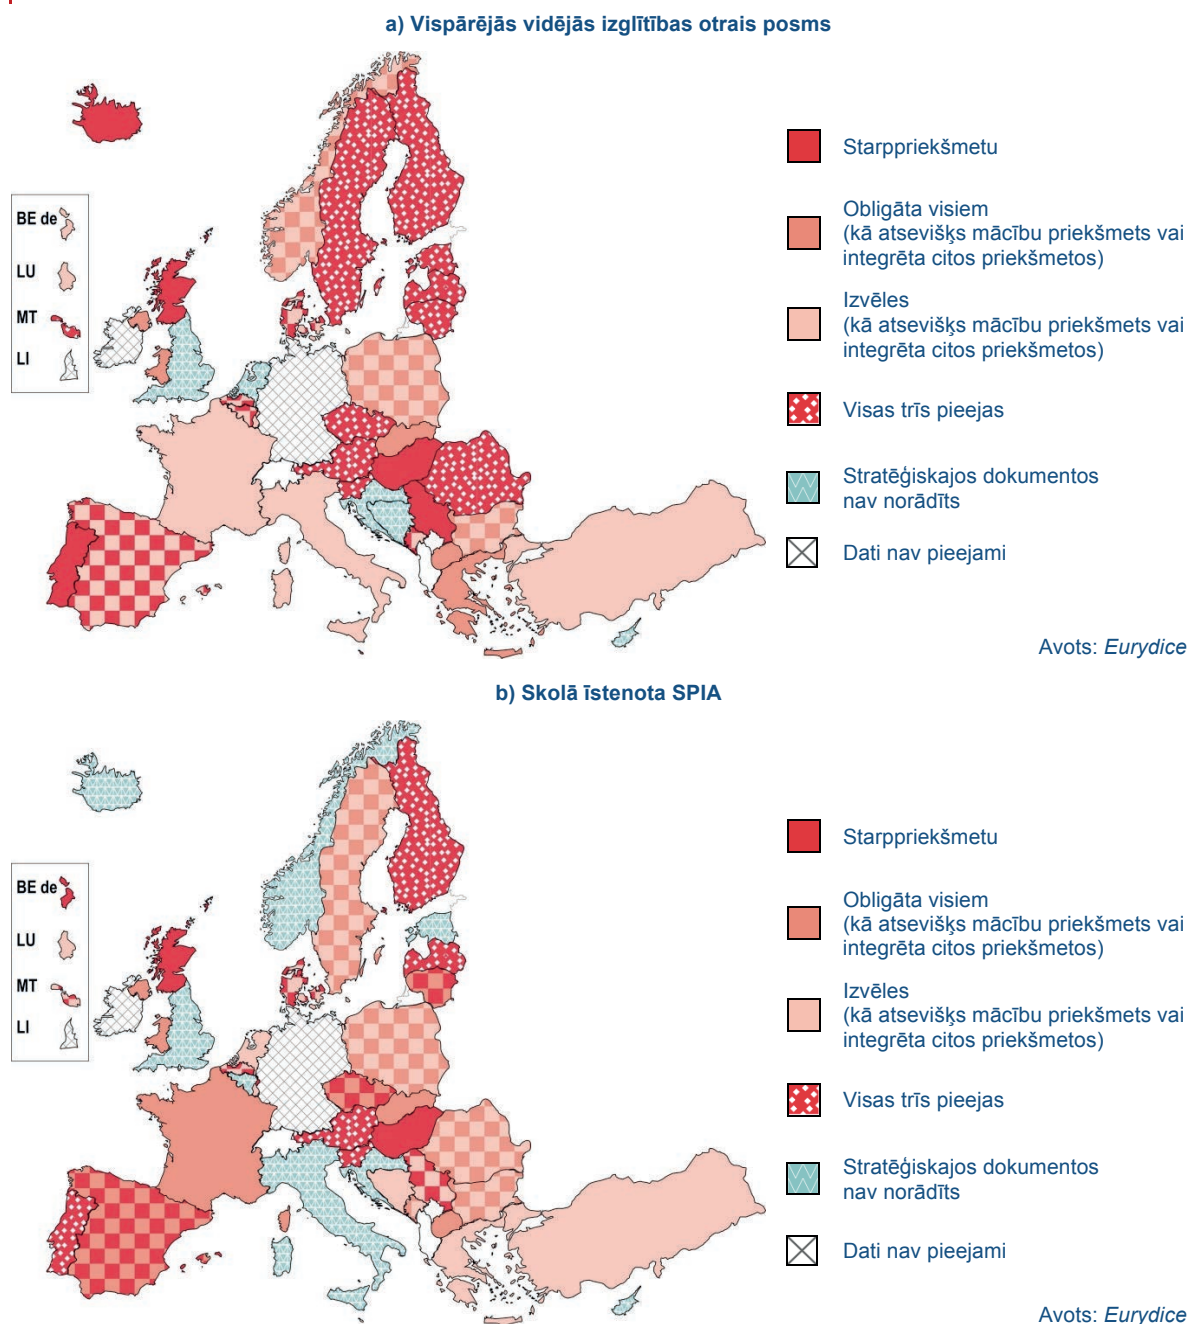 a) Vispārējās vidējās izglītības otrais posms
BE de
LU
MT
LI
Starppriekšmetu
Obligāta visiem
(kā atsevišķs mācību priekšmets vai
integrēta citos priekšmetos)
Izvēles
(kā atsevišķs mācību priekšmets vai
integrēta citos priekšmetos)
Visas trīs pieejas
Stratēģiskajos dokumentos
nav norādīts
Dati nav pieejami
Avots: Eurydice
b) Skolā īstenota SPIA
BE de
LU
MT
LI
Starppriekšmetu
Obligāta visiem
(kā atsevišķs mācību priekšmets vai
integrēta citos priekšmetos)
Izvēles
(kā atsevišķs mācību priekšmets vai
integrēta citos priekšmetos)
Visas trīs pieejas
Stratēģiskajos dokumentos
nav norādīts
Dati nav pieejami
Avots: Eurydice